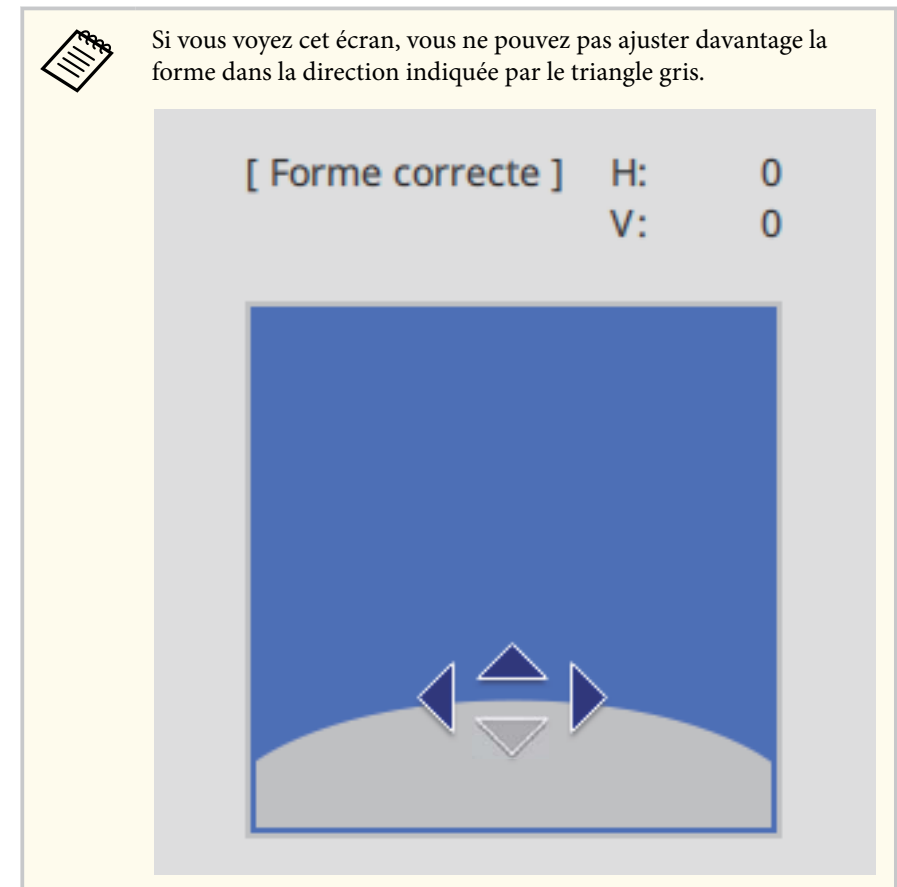 Si vous voyez cet écran, vous ne pouvez pas ajuster davantage la
forme dans la direction indiquée par le triangle gris.
[ Forme correcte ] H: 0
V: 0